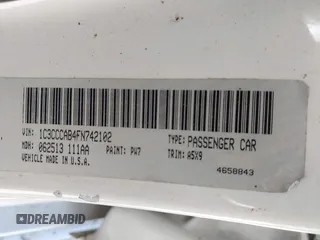 VIN: 1C3CCCAB4FN742102
MDH: 062513 111AA PAINT: PW7
VEHICLE MADE IN U.S.A.
TYPE: PASSENGER CAR
TRIM: A5X9
4658843
DREAMBID